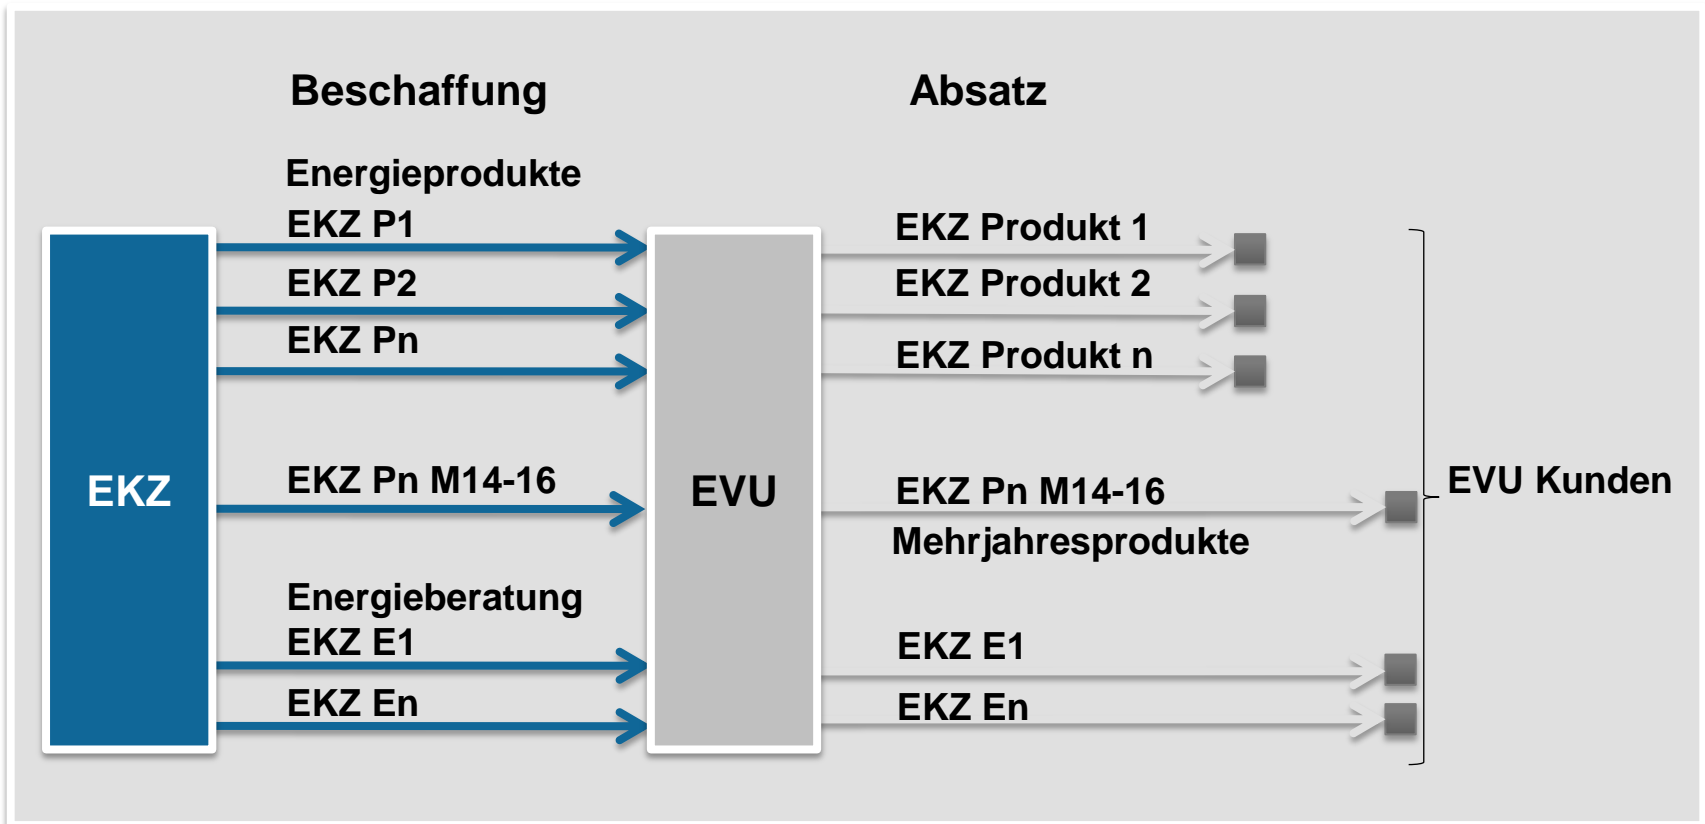 Beschaffung
Absatz
Energieprodukte
EKZ P1
EKZ Produkt 1
EKZ P2
EKZ Produkt 2
EKZ Pn
EKZ Produkt n
EKZ
EKZ Pn M14-16
EVU
EKZ Pn M14-16
Mehrjahresprodukte
EVU Kunden
Energieberatung
EKZ E1
EKZ E1
EKZ En
EKZ En